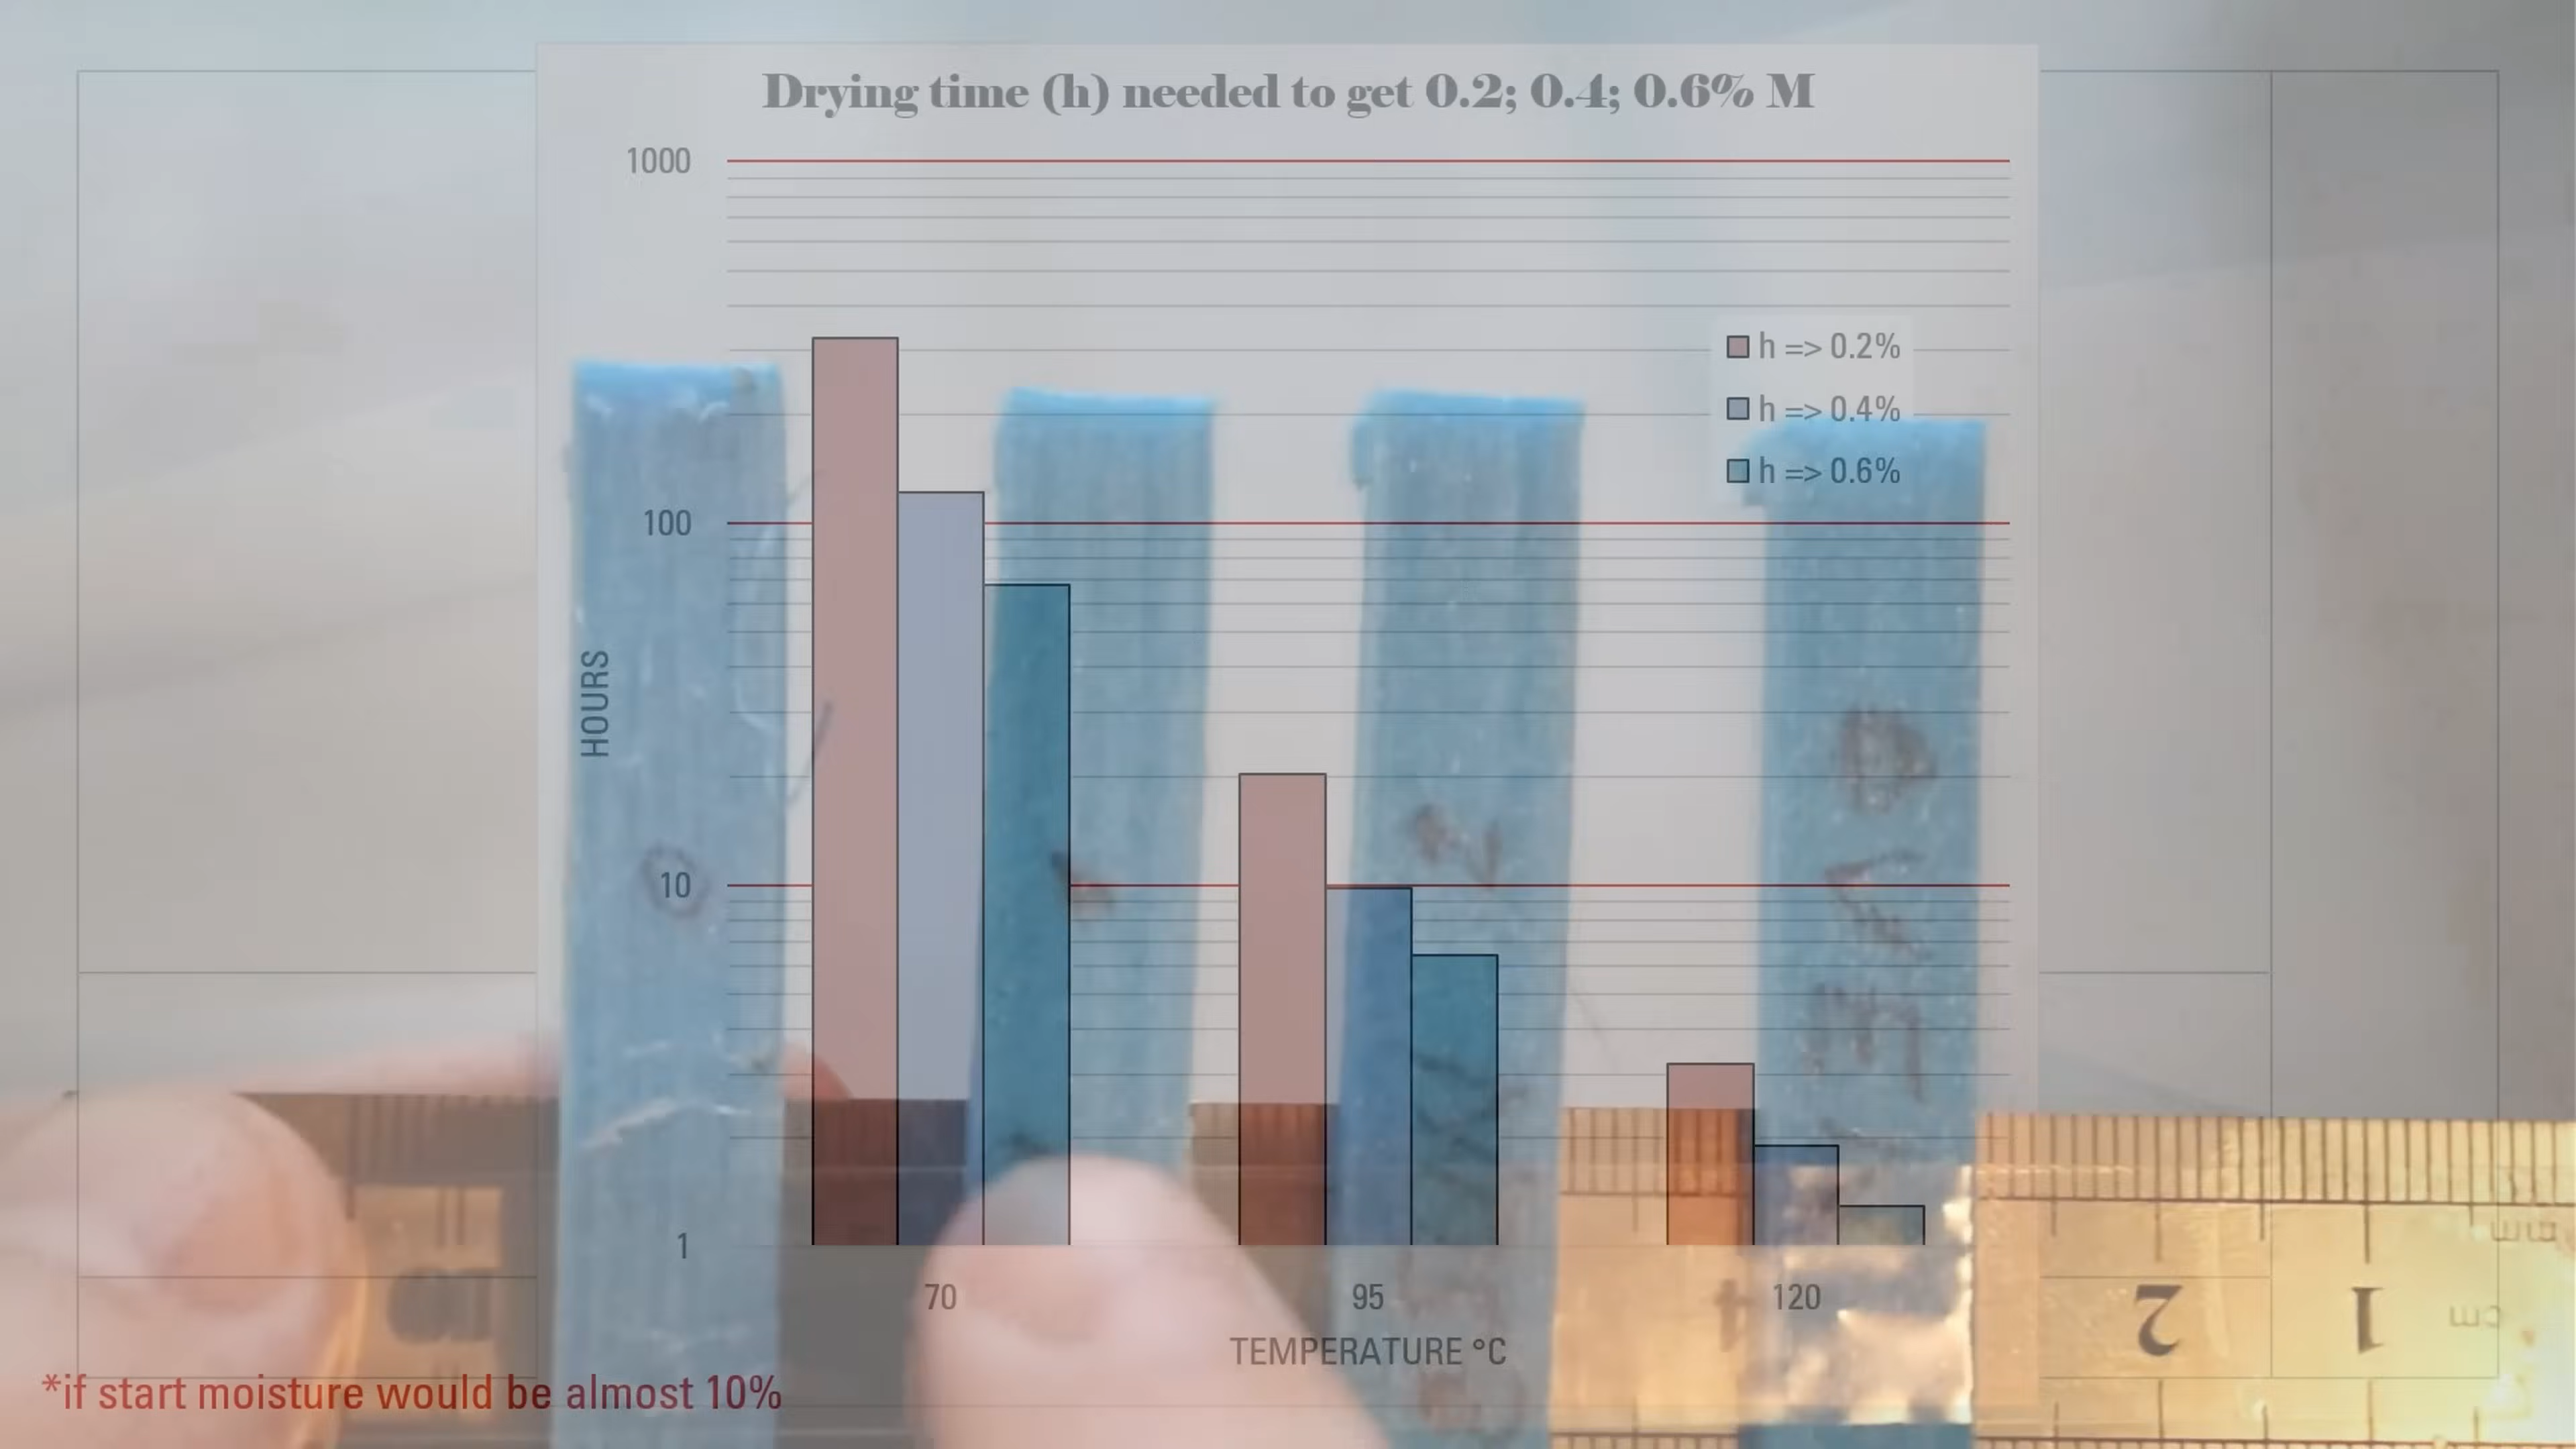 Drying time (h) needed to get 0.2; 0.4; 0.6% M
1000
h => 0.2%
h => 0.4%
h => 0.6%
100
HOURS
10
1
70
95
120
TEMPERATURE °C
*if start moisture would be almost 10%
2
1
CM